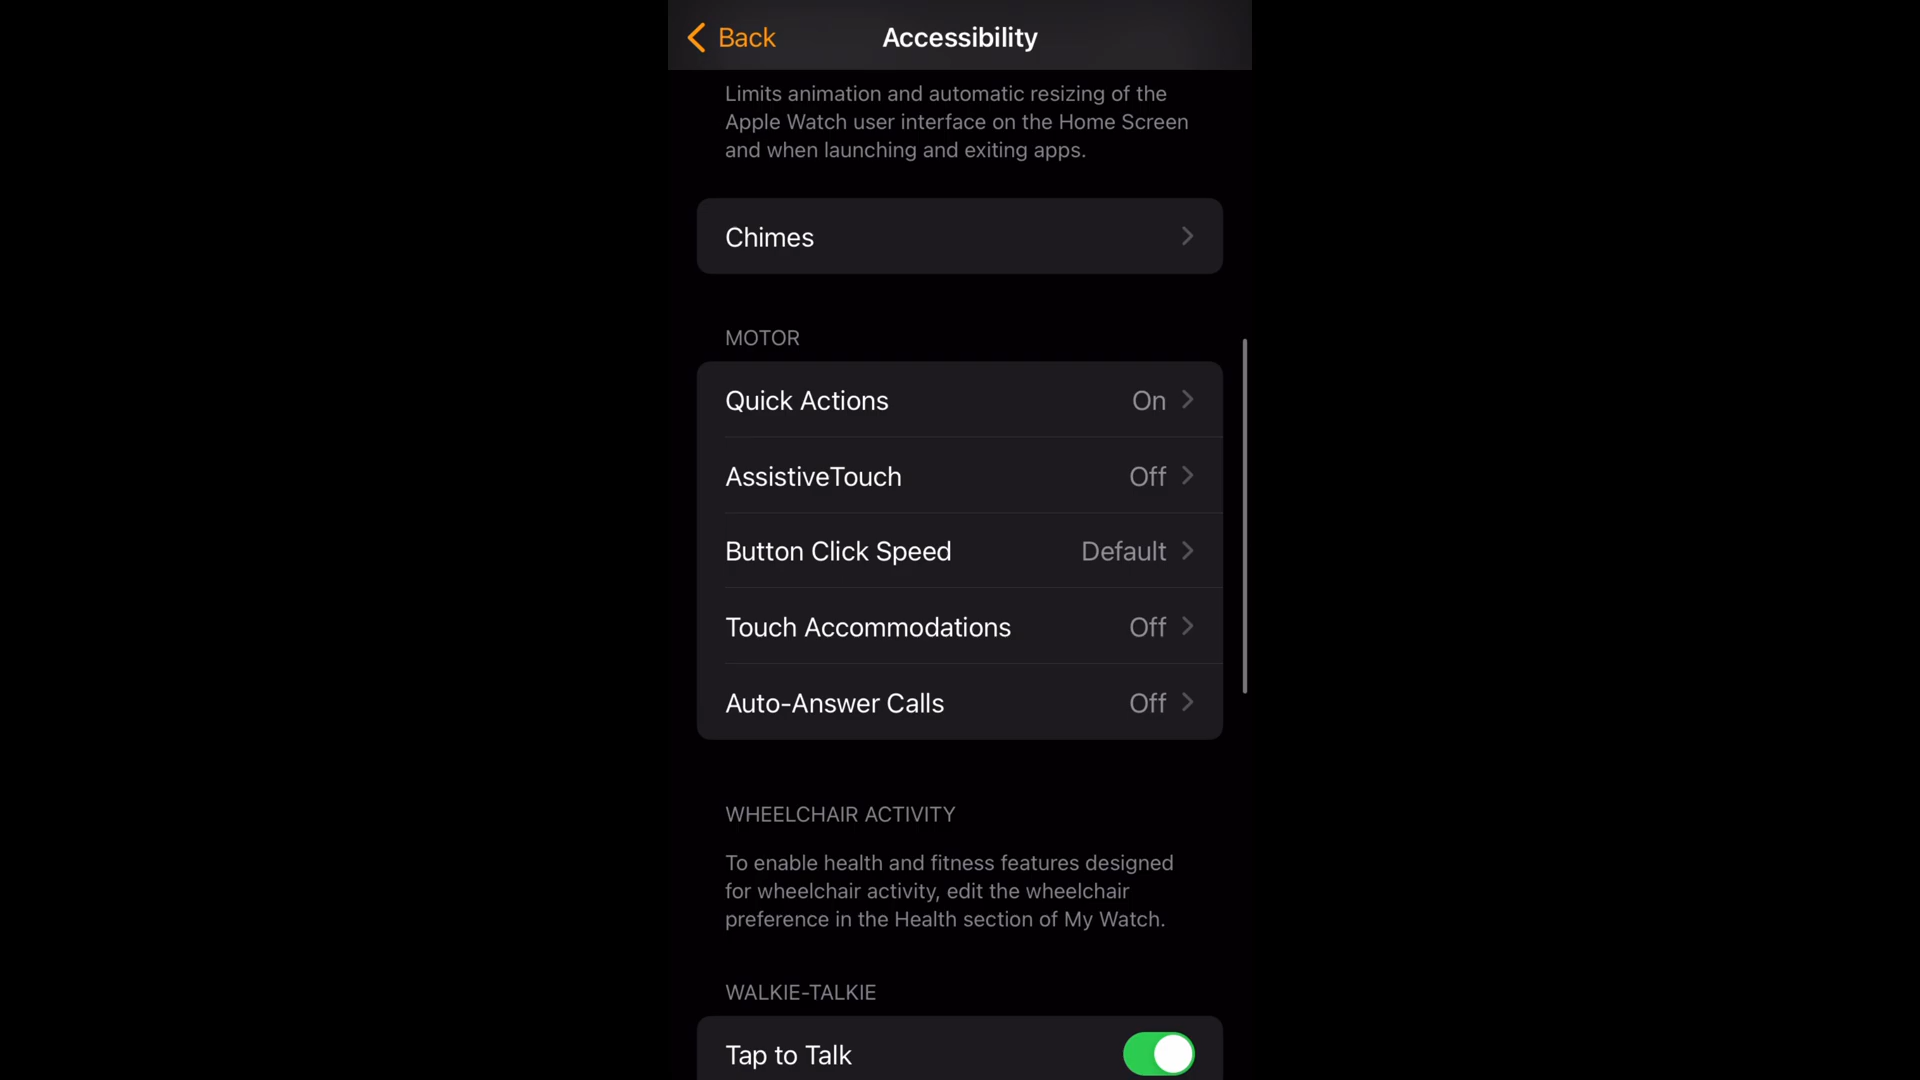 Back
Accessibility
Limits animation and automatic resizing of the
Apple Watch user interface on the Home Screen
and when launching and exiting apps.
Chimes
MOTOR
Quick Actions On
AssistiveTouch Off
Button Click Speed Default
Touch Accommodations Off
Auto-Answer Calls Off
WHEELCHAIR ACTIVITY
To enable health and fitness features designed
for wheelchair activity, edit the wheelchair
preference in the Health section of My Watch.
WALKIE-TALKIE
Tap to Talk